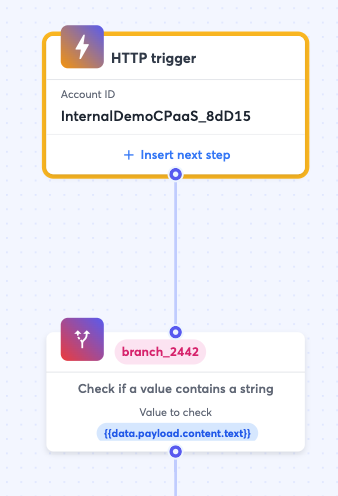 HTTP trigger
Account ID
InternalDemoCPaaS_8dD15
+ Insert next step
branch_2442
Check if a value contains a string
Value to check
{{data.payload.content.text}}